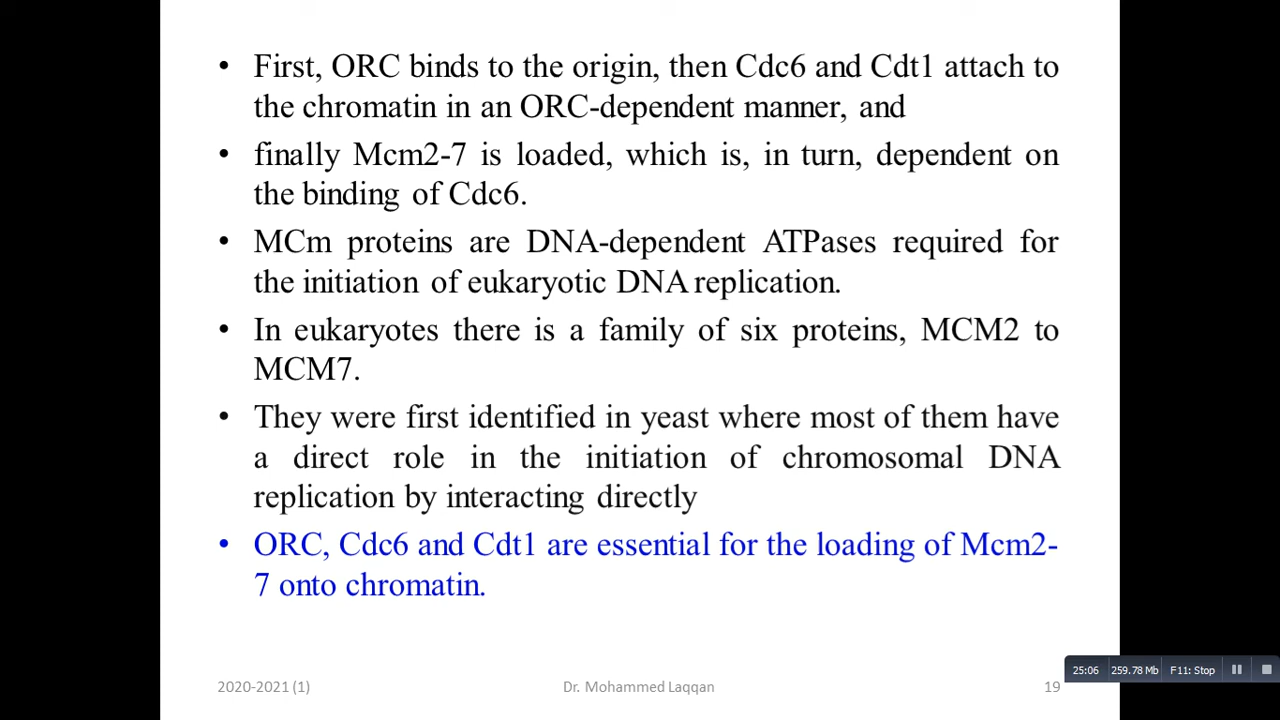 • First, ORC binds to the origin, then Cdc6 and Cdt1 attach to
the chromatin in an ORC-dependent manner, and
• finally Mcm2-7 is loaded, which is, in turn, dependent on
the binding of Cdc6.
• MCm proteins are DNA-dependent ATPases required for
the initiation of eukaryotic DNA replication.
• In eukaryotes there is a family of six proteins, MCM2 to
MCM7.
• They were first identified in yeast where most of them have
a direct role in the initiation of chromosomal DNA
replication by interacting directly
• ORC, Cdc6 and Cdt1 are essential for the loading of Mcm2-
7 onto chromatin.
25:06 259.78 Mb F11: Stop
2020-2021 (1) Dr. Mohammed Laqqan 19